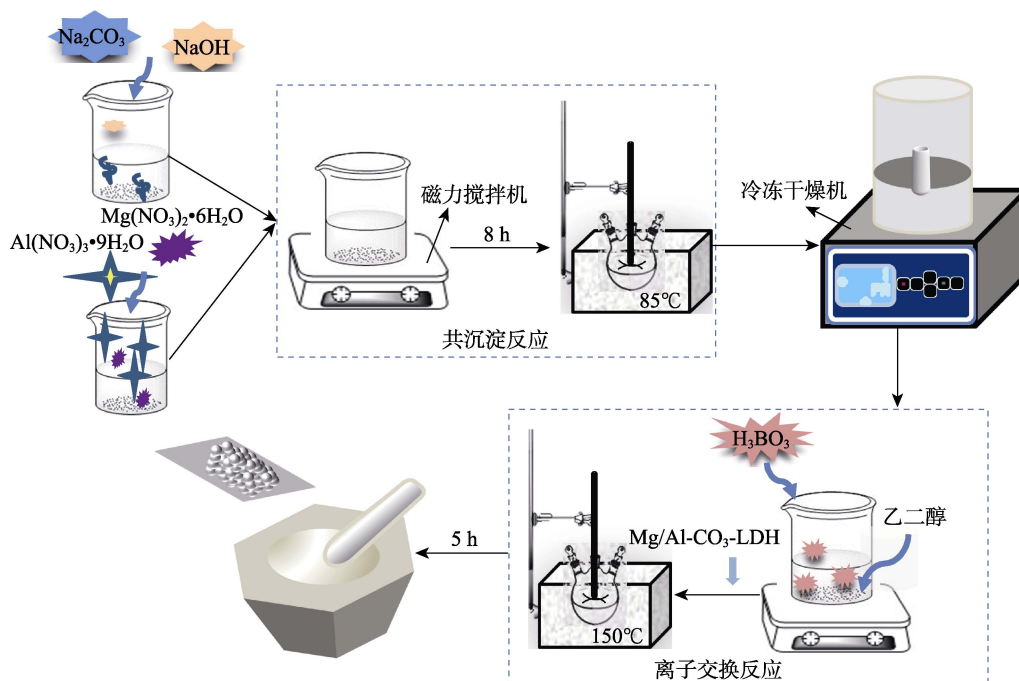 Na₂CO₃
NaOH
Mg(NO₃)₂•6H₂O
Al(NO₃)₃•9H₂O
磁力搅拌机
8 h
85℃
共沉淀反应
冷冻干燥机
H₃BO₃
乙二醇
Mg/Al-CO₃-LDH
150℃
离子交换反应
5 h